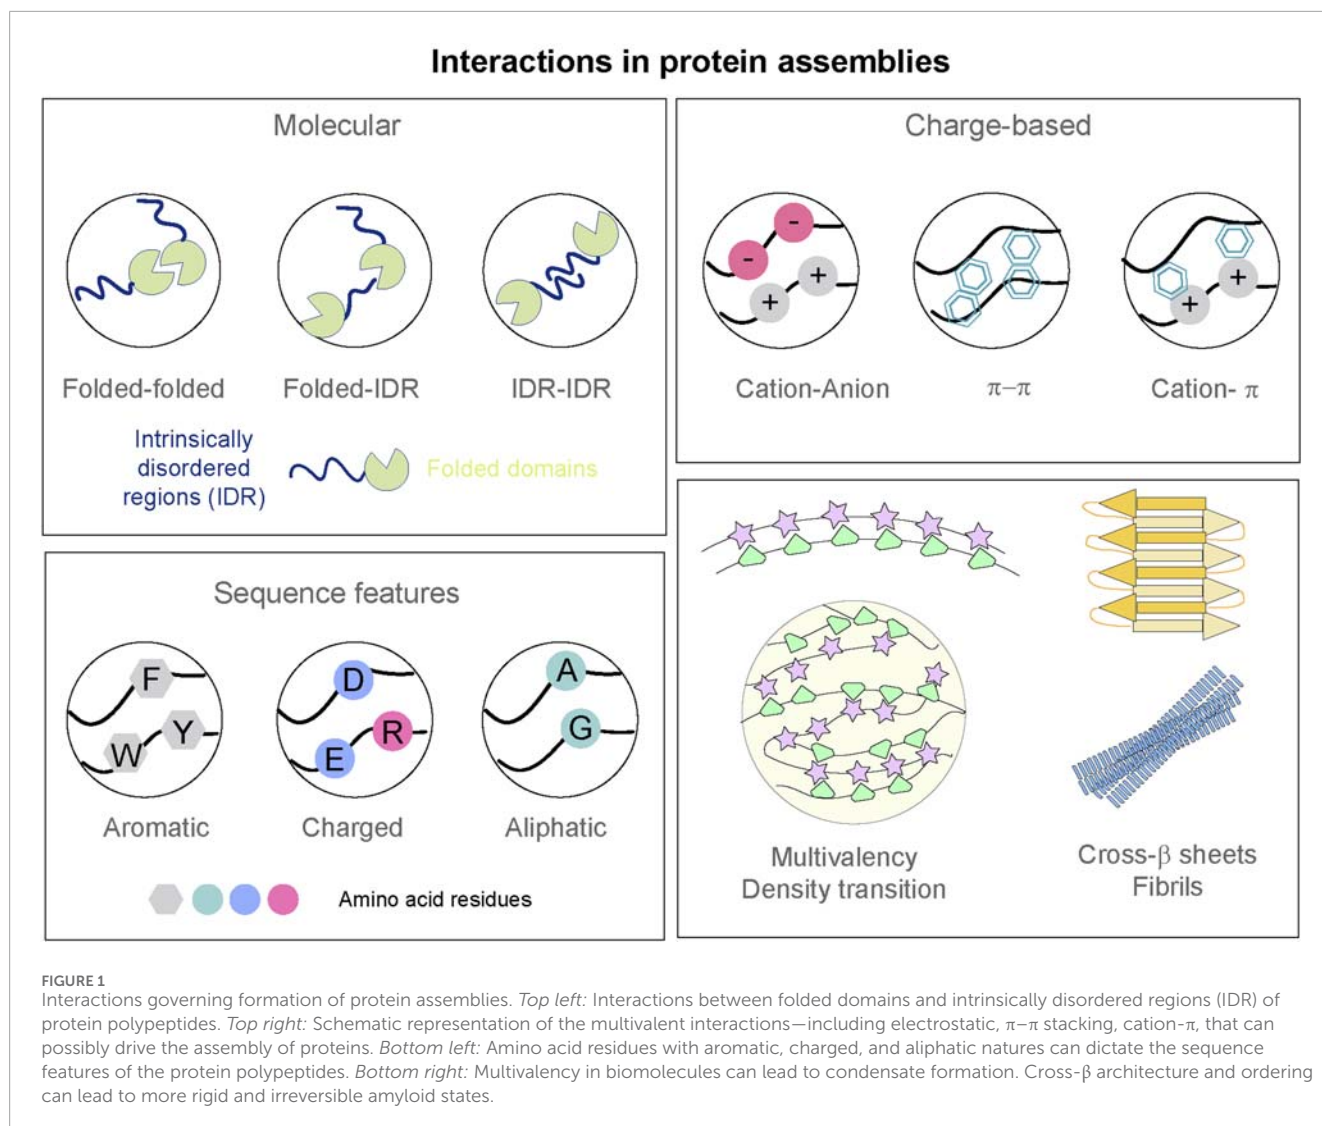 Interactions in protein assemblies
Molecular
Folded-folded
Folded-IDR
IDR-IDR
Intrinsically
disordered
regions (IDR)
Folded domains
Charge-based
-
-
+
+
+
+
Cation-Anion
π–π
Cation- π
Sequence features
F
W
Y
D
E
R
A
G
Aromatic
Charged
Aliphatic
Amino acid residues
Multivalency
Density transition
Cross-β sheets
Fibrils
FIGURE 1
Interactions governing formation of protein assemblies. Top left: Interactions between folded domains and intrinsically disordered regions (IDR) of
protein polypeptides. Top right: Schematic representation of the multivalent interactions—including electrostatic, π–π stacking, cation-π, that can
possibly drive the assembly of proteins. Bottom left: Amino acid residues with aromatic, charged, and aliphatic natures can dictate the sequence
features of the protein polypeptides. Bottom right: Multivalency in biomolecules can lead to condensate formation. Cross-β architecture and ordering
can lead to more rigid and irreversible amyloid states.